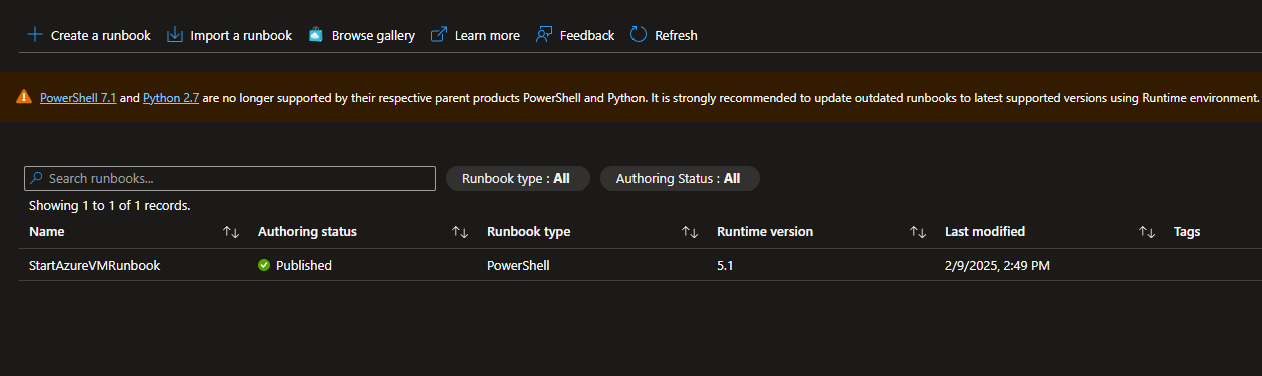 Create a runbook Import a runbook Browse gallery Learn more Feedback Refresh
PowerShell 7.1 and Python 2.7 are no longer supported by their respective parent products PowerShell and Python. It is strongly recommended to update outdated runbooks to latest supported versions using Runtime environment.
Search runbooks... Runbook type : All Authoring Status : All
Showing 1 to 1 of 1 records.
Name Authoring status Runbook type Runtime version Last modified Tags
StartAzureVMRunbook Published PowerShell 5.1 2/9/2025, 2:49 PM